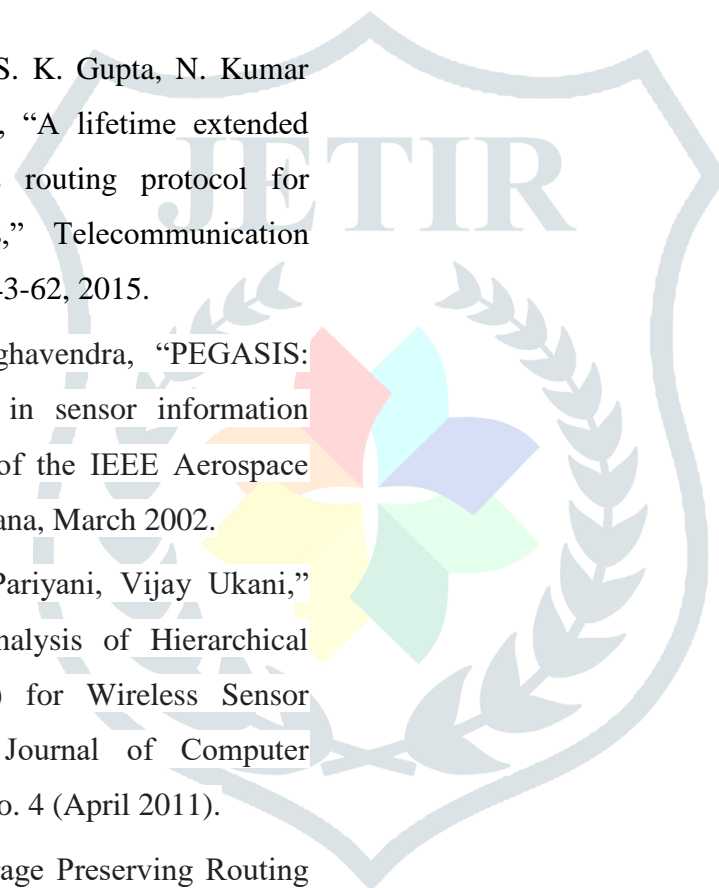 JETIR
S. K. Gupta, N. Kumar
, “A lifetime extended
routing protocol for
,” Telecommunication
43-62, 2015.
ghavendra, “PEGASIS:
in sensor information
of the IEEE Aerospace
ana, March 2002.
Pariyani, Vijay Ukani,”
nalysis of Hierarchical
) for Wireless Sensor
Journal of Computer
o. 4 (April 2011).
rage Preserving Routing